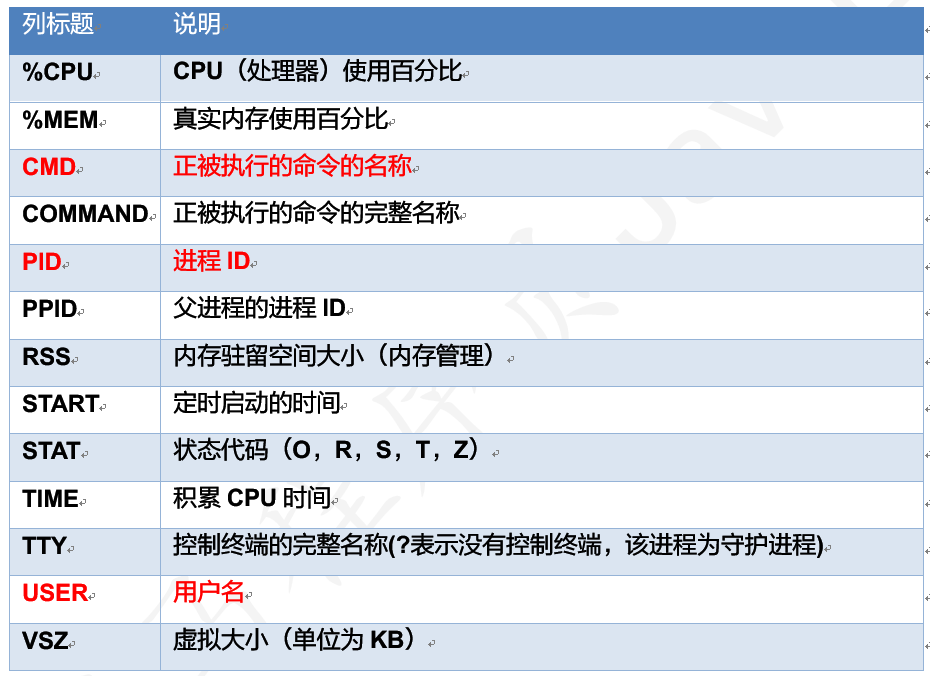 列标题 说明
%CPU CPU（处理器）使用百分比
%MEM 真实内存使用百分比
CMD 正被执行的命令的名称
COMMAND 正被执行的命令的完整名称
PID 进程 ID
PPID 父进程的进程 ID
RSS 内存驻留空间大小（内存管理）
START 定时启动的时间
STAT 状态代码（O，R，S，T，Z）
TIME 积累 CPU 时间
TTY 控制终端的完整名称(?表示没有控制终端，该进程为守护进程)
USER 用户名
VSZ 虚拟大小（单位为 KB）